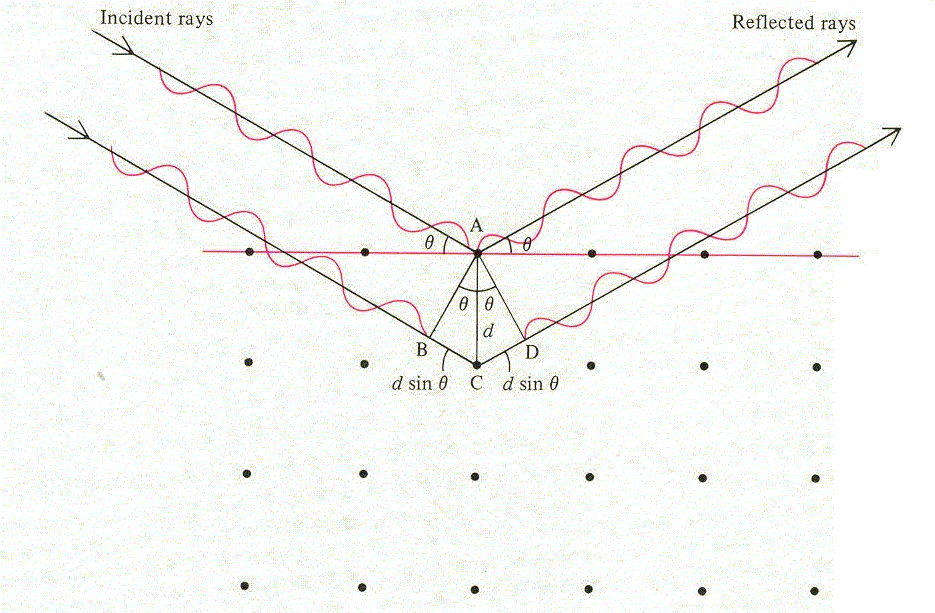 Incident rays
Reflected rays
A
θ
θ
θ
θ
d
B
D
d sin θ
C
d sin θ